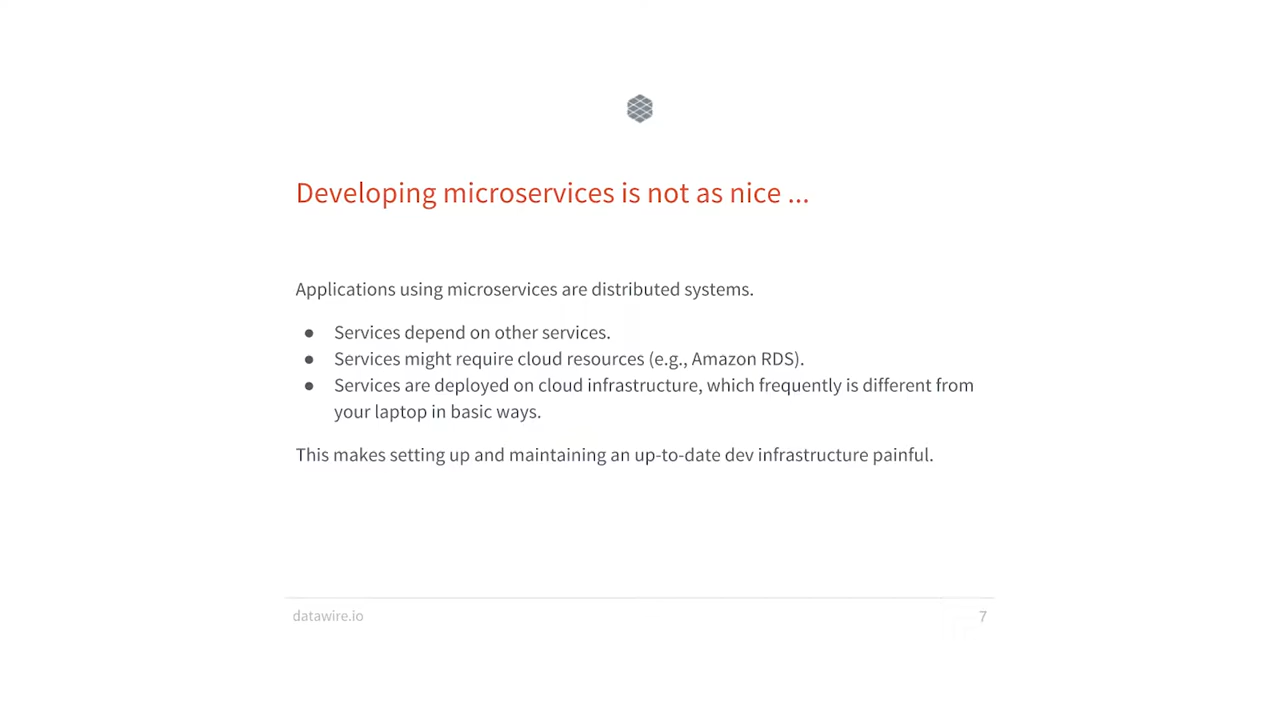 Developing microservices is not as nice ...
Applications using microservices are distributed systems.
● Services depend on other services.
● Services might require cloud resources (e.g., Amazon RDS).
● Services are deployed on cloud infrastructure, which frequently is different from
your laptop in basic ways.
This makes setting up and maintaining an up-to-date dev infrastructure painful.
datawire.io
7